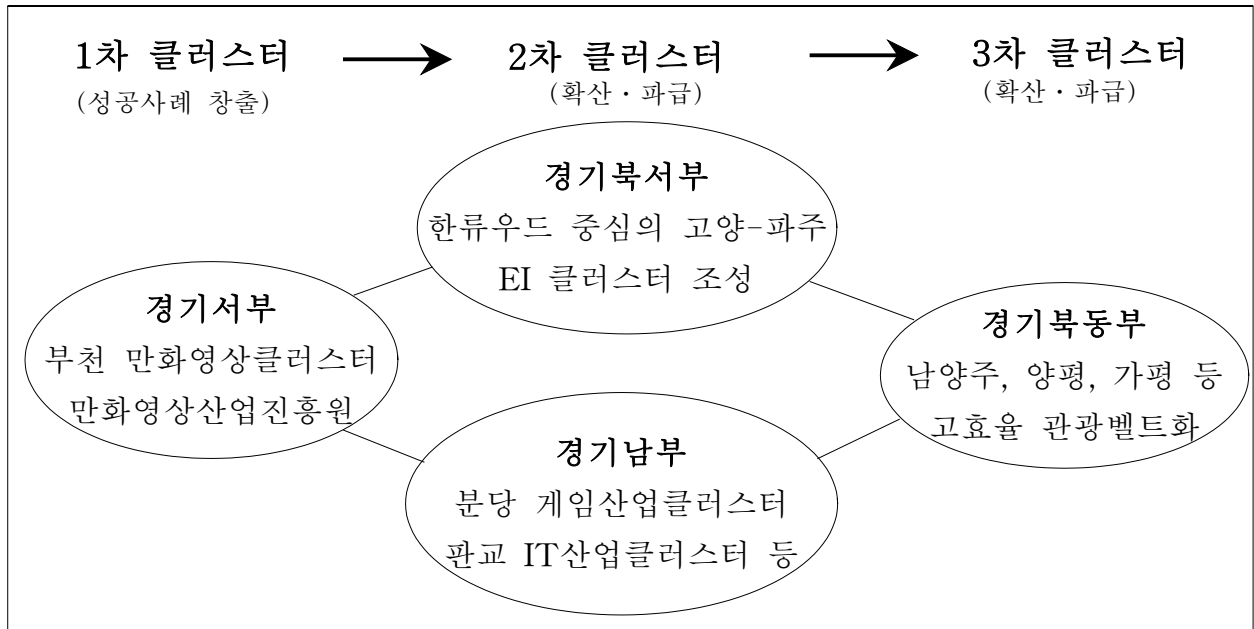 1차 클러스터
(성공사례 창출)
2차 클러스터
(확산・파급)
3차 클러스터
(확산・파급)
경기북서부
한류우드 중심의 고양-파주
EI 클러스터 조성
경기서부
부천 만화영상클러스터
만화영상산업진흥원
경기북동부
남양주, 양평, 가평 등
고효율 관광벨트화
경기남부
분당 게임산업클러스터
판교 IT산업클러스터 등